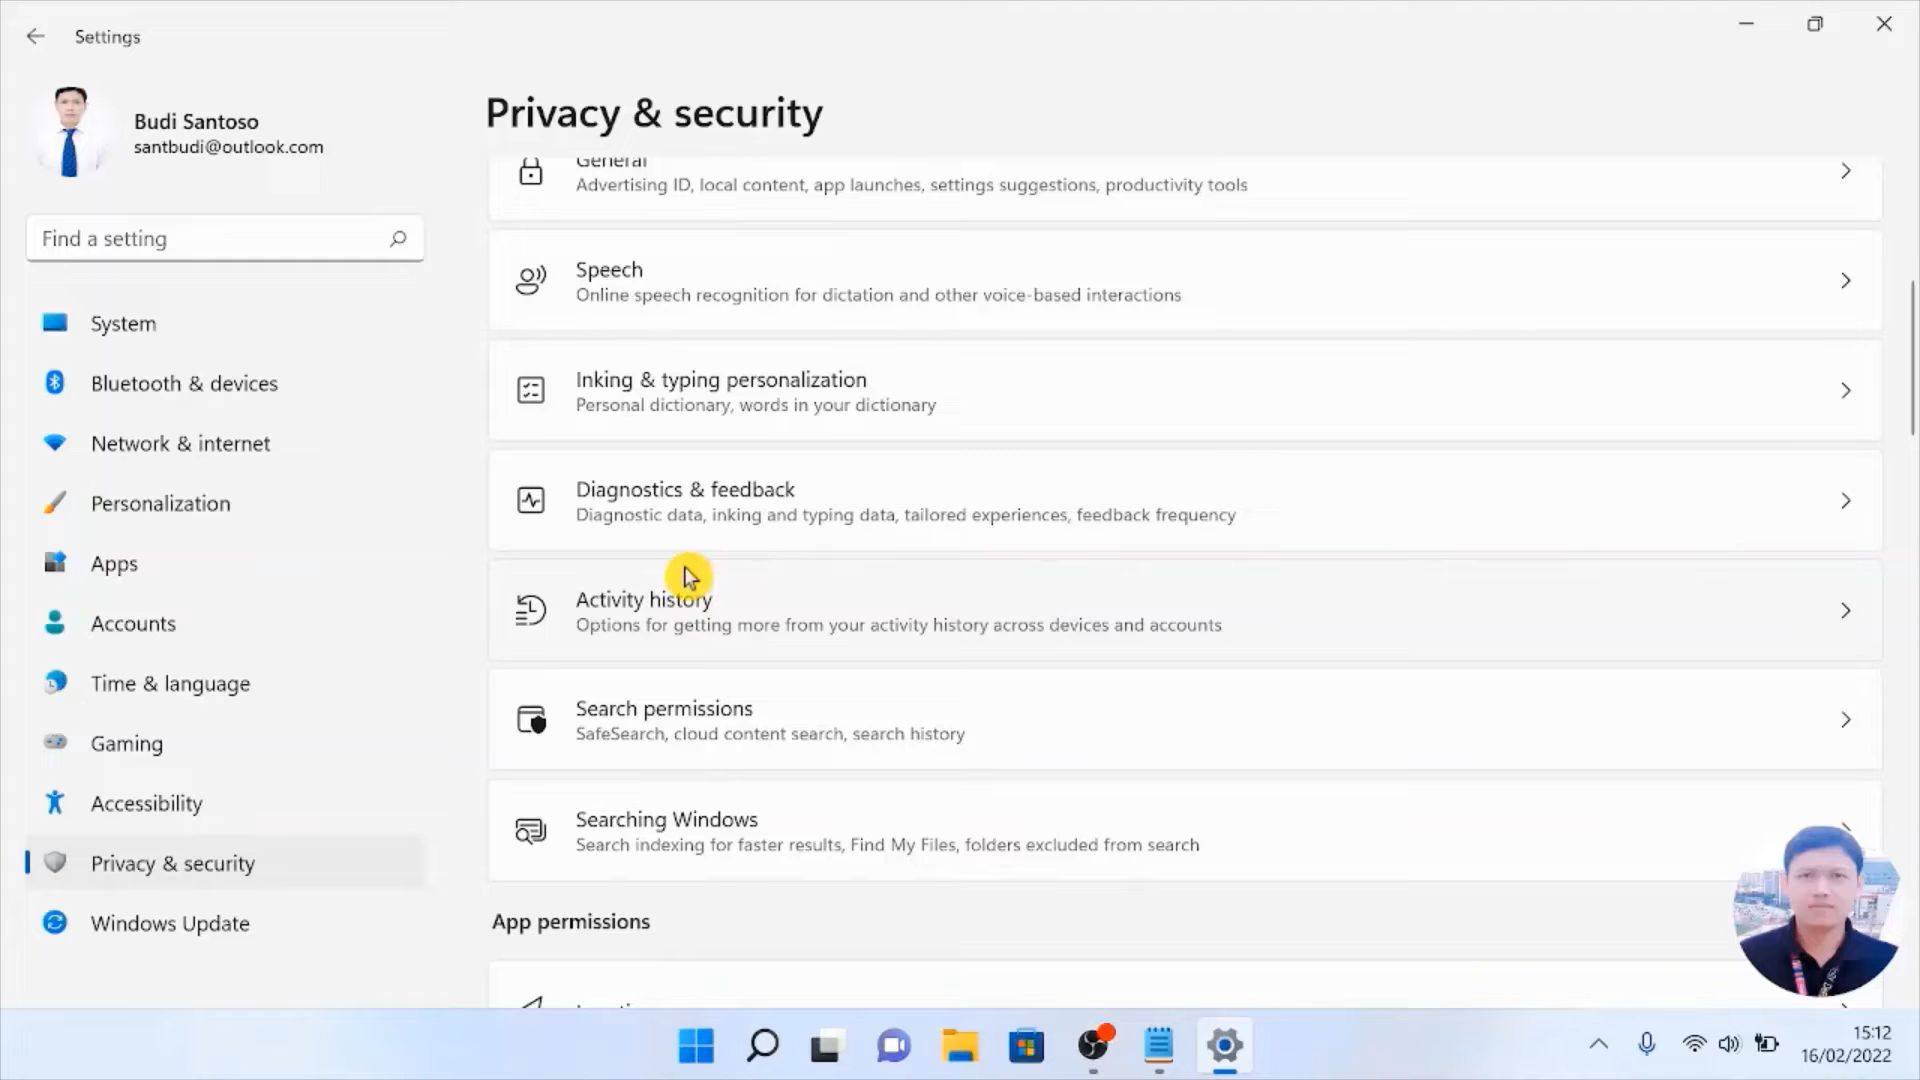 Settings
Budi Santoso
santbudi@outlook.com
Find a setting
System
Bluetooth & devices
Network & internet
Personalization
Apps
Accounts
Time & language
Gaming
Accessibility
Privacy & security
Windows Update
Privacy & security
General
Advertising ID, local content, app launches, settings suggestions, productivity tools
Speech
Online speech recognition for dictation and other voice-based interactions
Inking & typing personalization
Personal dictionary, words in your dictionary
Diagnostics & feedback
Diagnostic data, inking and typing data, tailored experiences, feedback frequency
Activity history
Options for getting more from your activity history across devices and accounts
Search permissions
SafeSearch, cloud content search, search history
Searching Windows
Search indexing for faster results, Find My Files, folders excluded from search
App permissions
15:12
16/02/2022